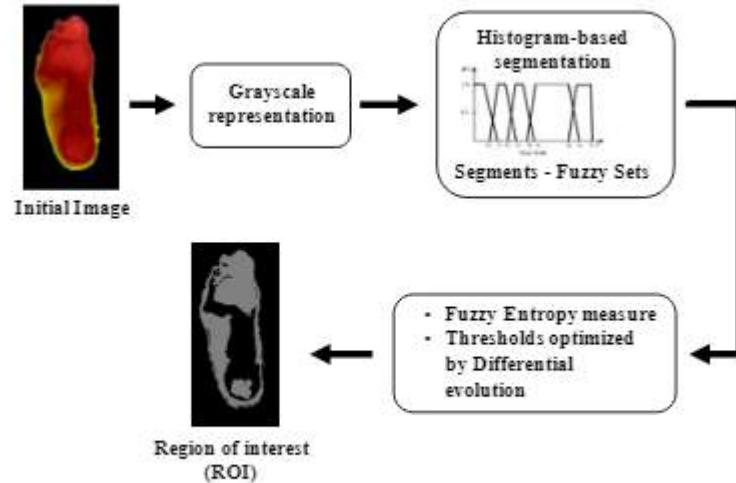 Initial Image
Grayscale
representation
Histogram-based
segmentation
Segments - Fuzzy Sets
- Fuzzy Entropy measure
- Thresholds optimized
by Differential
evolution
Region of interest
(ROI)